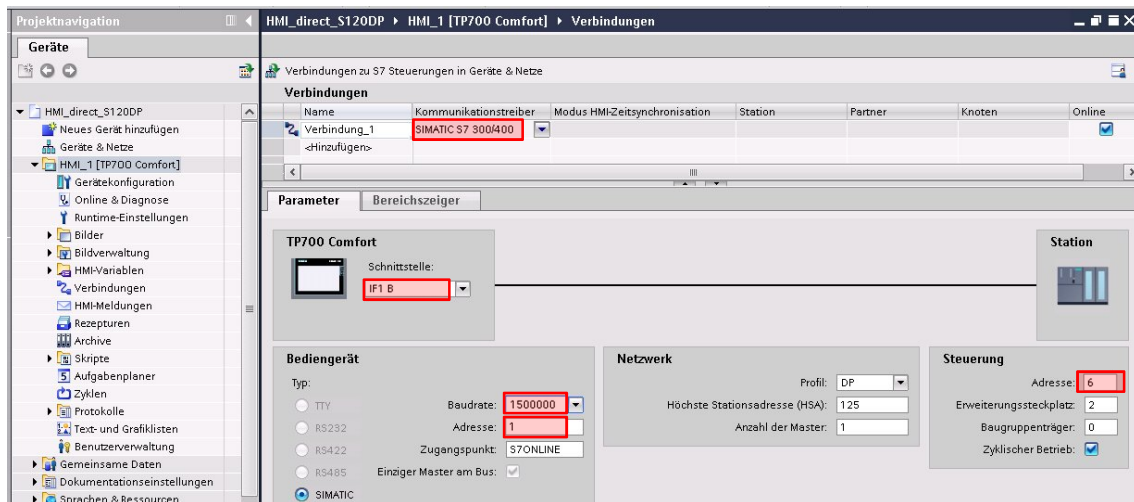 Projektnavigation
HMI_direct_S120DP ▸ HMI_1 [TP700 Comfort] ▸ Verbindungen
Geräte
Verbindungen zu S7 Steuerungen in Geräte & Netze
Verbindungen
Name Kommunikationstreiber Modus HMI-Zeitsynchronisation Station Partner Knoten Online
Verbindung_1 SIMATIC S7 300/400
<Hinzufügen>
HMI_direct_S120DP
Neues Gerät hinzufügen
Geräte & Netze
HMI_1 [TP700 Comfort]
Gerätekonfiguration
Online & Diagnose
Runtime-Einstellungen
Bilder
Bildverwaltung
HMI-Variablen
Verbindungen
HMI-Meldungen
Rezepturen
Archive
Skripte
Aufgabenplaner
Zyklen
Protokolle
Text- und Grafiklisten
Benutzerverwaltung
Gemeinsame Daten
Dokumentationseinstellungen
Sprachen & Ressourcen
Parameter Bereichszeiger
TP700 Comfort
Schnittstelle:
IF1 B
Station
Bediengerät
Typ:
TTY
RS232
RS422
RS485
SIMATIC
Baudrate: 1500000
Adresse: 1
Zugangspunkt: S7ONLINE
Einziger Master am Bus:
Netzwerk
Profil: DP
Höchste Stationsadresse (HSA): 125
Anzahl der Master: 1
Steuerung
Adresse: 6
Erweiterungssteckplatz: 2
Baugruppenträger: 0
Zyklischer Betrieb: